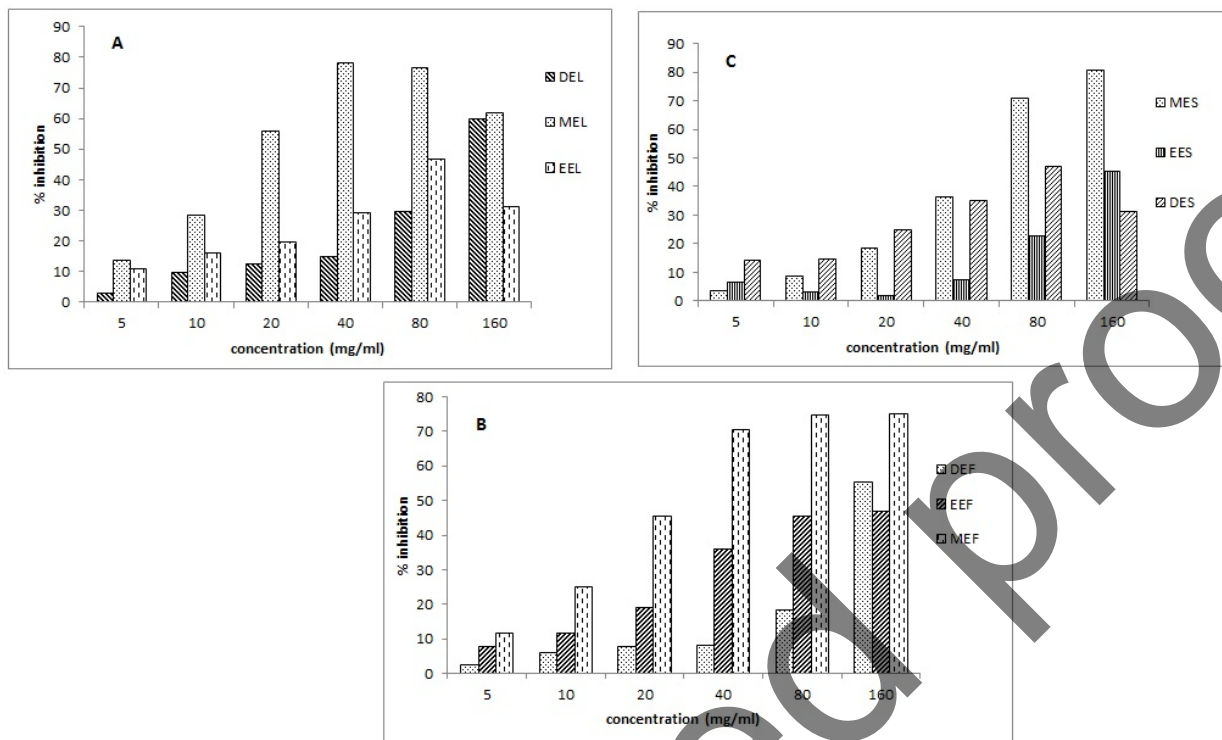 A
90
80
70
60
50
40
30
20
10
0
% inhibition
5 10 20 40 80 160
concentration (mg/ml)
DEL
MEL
EEL
C
90
80
70
60
50
40
30
20
10
0
% inhibition
5 10 20 40 80 160
concentration (mg/ml)
MES
EES
DES
B
80
70
60
50
40
30
20
10
0
% inhibition
5 10 20 40 80 160
concentration (mg/ml)
DEF
EEF
MEF